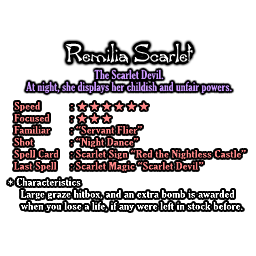 Remilia Scarlet
The Scarlet Devil.
At night, she displays her childish and unfair powers.
Speed : ★★★★★★
Focused : ★★★
Familiar : "Servant Flier"
Shot : "Night Dance"
Spell Card : Scarlet Sign "Red the Nightless Castle"
Last Spell : Scarlet Magic "Scarlet Devil"
* Characteristics
Large graze hitbox, and an extra bomb is awarded
when you lose a life, if any were left in stock before.